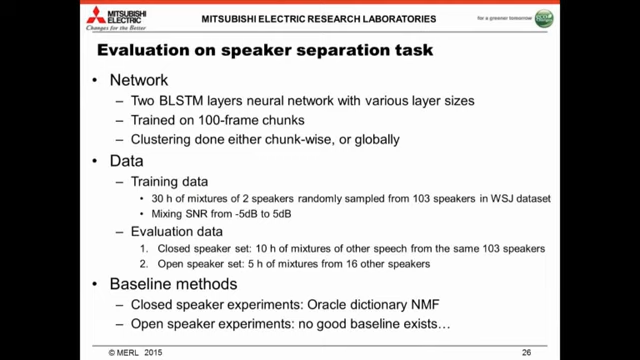 MITSUBISHI
ELECTRIC
Changes for the Better
MITSUBISHI ELECTRIC RESEARCH LABORATORIES
for a greener tomorrow
Evaluation on speaker separation task
• Network
– Two BLSTM layers neural network with various layer sizes
– Trained on 100-frame chunks
– Clustering done either chunk-wise, or globally
• Data
– Training data
• 30 h of mixtures of 2 speakers randomly sampled from 103 speakers in WSJ dataset
• Mixing SNR from -5dB to 5dB
– Evaluation data
1. Closed speaker set: 10 h of mixtures of other speech from the same 103 speakers
2. Open speaker set: 5 h of mixtures from 16 other speakers
• Baseline methods
– Closed speaker experiments: Oracle dictionary NMF
– Open speaker experiments: no good baseline exists…
© MERL 2015
26